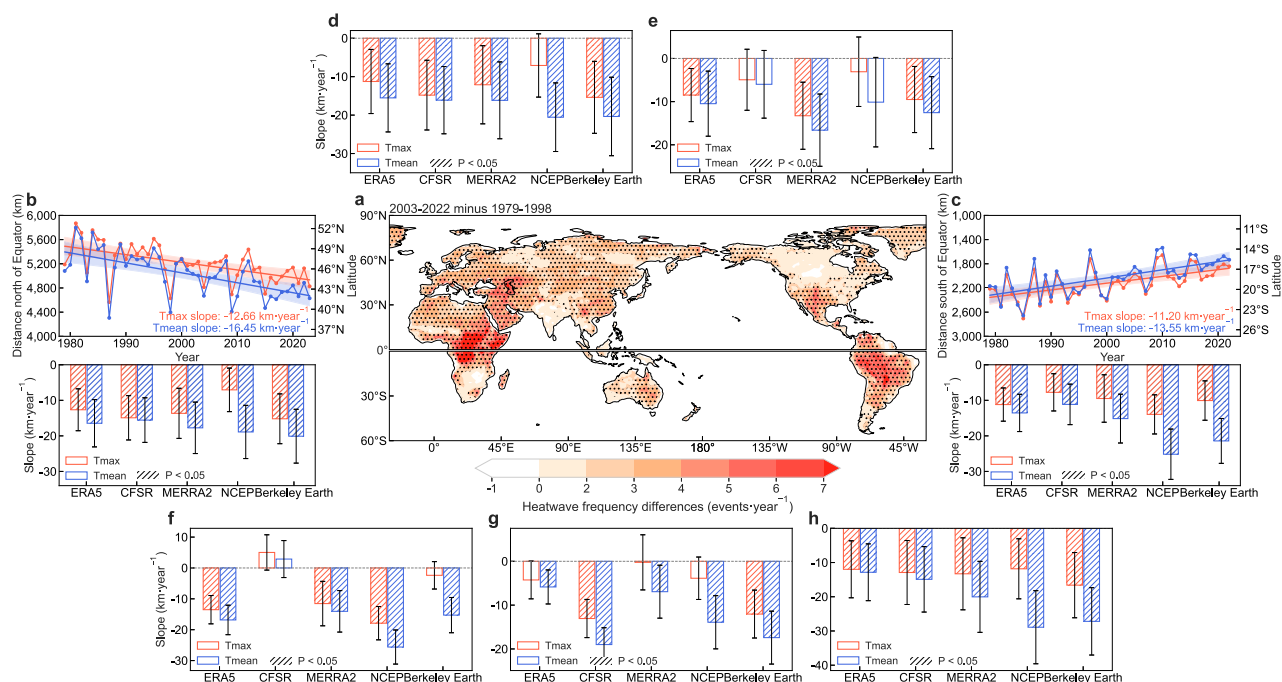 d
Slope (km·year⁻¹)
0
−10
−20
−30
Tmax
Tmean
P < 0.05
ERA5 CFSR MERRA2 NCEP Berkeley Earth
e
Slope (km·year⁻¹)
0
−10
−20
Tmax
Tmean
P < 0.05
ERA5 CFSR MERRA2 NCEP Berkeley Earth
b
Distance north of Equator (km)
6,000
5,600
5,200
4,800
4,400
4,000
52°N
49°N
46°N
43°N
40°N
37°N
Latitude
Tmax slope: -12.66 km·year⁻¹
Tmean slope: -16.45 km·year⁻¹
1980 1990 2000 2010 2020
Year
Slope (km·year⁻¹)
0
−10
−20
−30
Tmax
Tmean
P < 0.05
ERA5 CFSR MERRA2 NCEP Berkeley Earth
a
2003-2022 minus 1979-1998
90°N
60°N
30°N
0°
30°S
60°S
0° 45°E 90°E 135°E 180° 135°W 90°W 45°W
−1 0 2 3 4 5 6 7
Heatwave frequency differences (events·year⁻¹)
c
Distance south of Equator (km)
1,000
1,400
1,800
2,200
2,600
3,000
11°S
14°S
17°S
20°S
23°S
26°S
Latitude
Tmax slope: -11.20 km·year⁻¹
Tmean slope: -13.55 km·year⁻¹
1980 1990 2000 2010 2020
Year
Slope (km·year⁻¹)
0
−10
−20
−30
Tmax
Tmean
P < 0.05
ERA5 CFSR MERRA2 NCEP Berkeley Earth
f
Slope (km·year⁻¹)
10
0
−10
−20
−30
Tmax
Tmean
P < 0.05
ERA5 CFSR MERRA2 NCEP Berkeley Earth
g
Slope (km·year⁻¹)
0
−10
−20
Tmax
Tmean
P < 0.05
ERA5 CFSR MERRA2 NCEP Berkeley Earth
h
Slope (km·year⁻¹)
0
−10
−20
−30
−40
Tmax
Tmean
P < 0.05
ERA5 CFSR MERRA2 NCEP Berkeley Earth